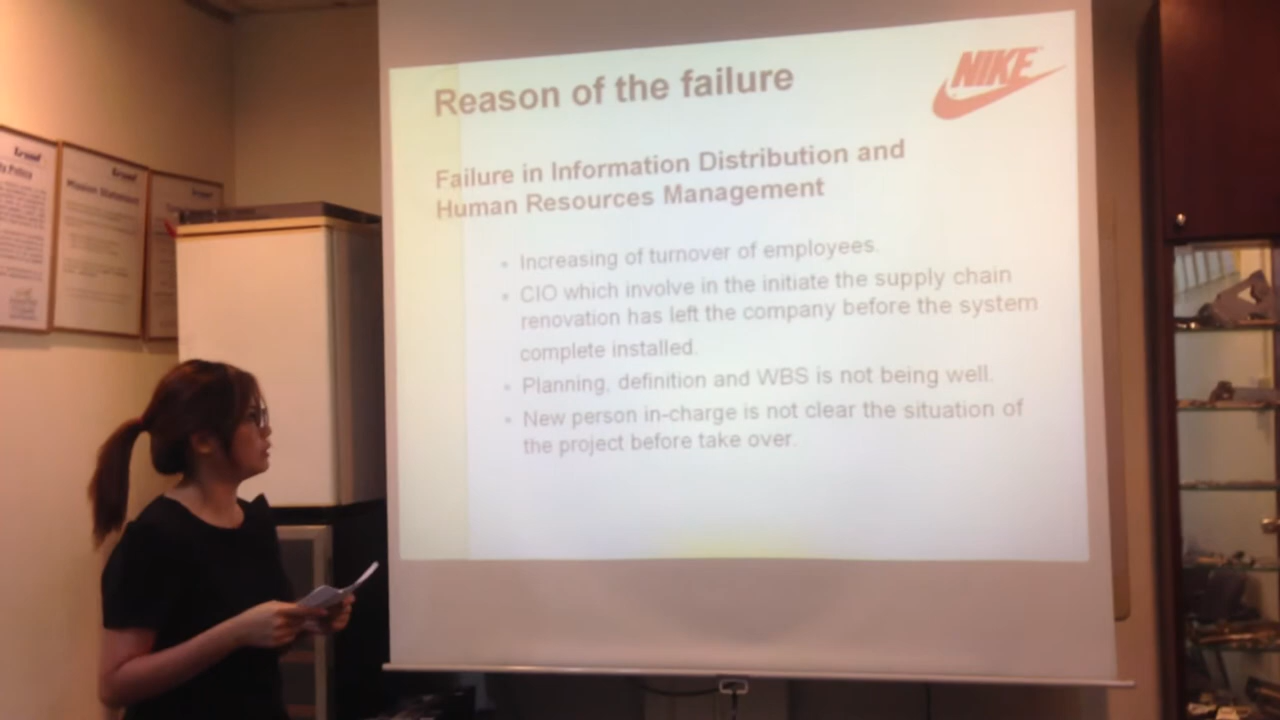 Reason of the failure
NIKE
Failure in Information Distribution and
Human Resources Management
Increasing of turnover of employees.
CIO which involve in the initiate the supply chain
renovation has left the company before the system
complete installed.
Planning, definition and WBS is not being well.
New person in-charge is not clear the situation of
the project before take over.
Policy
Mission Statement